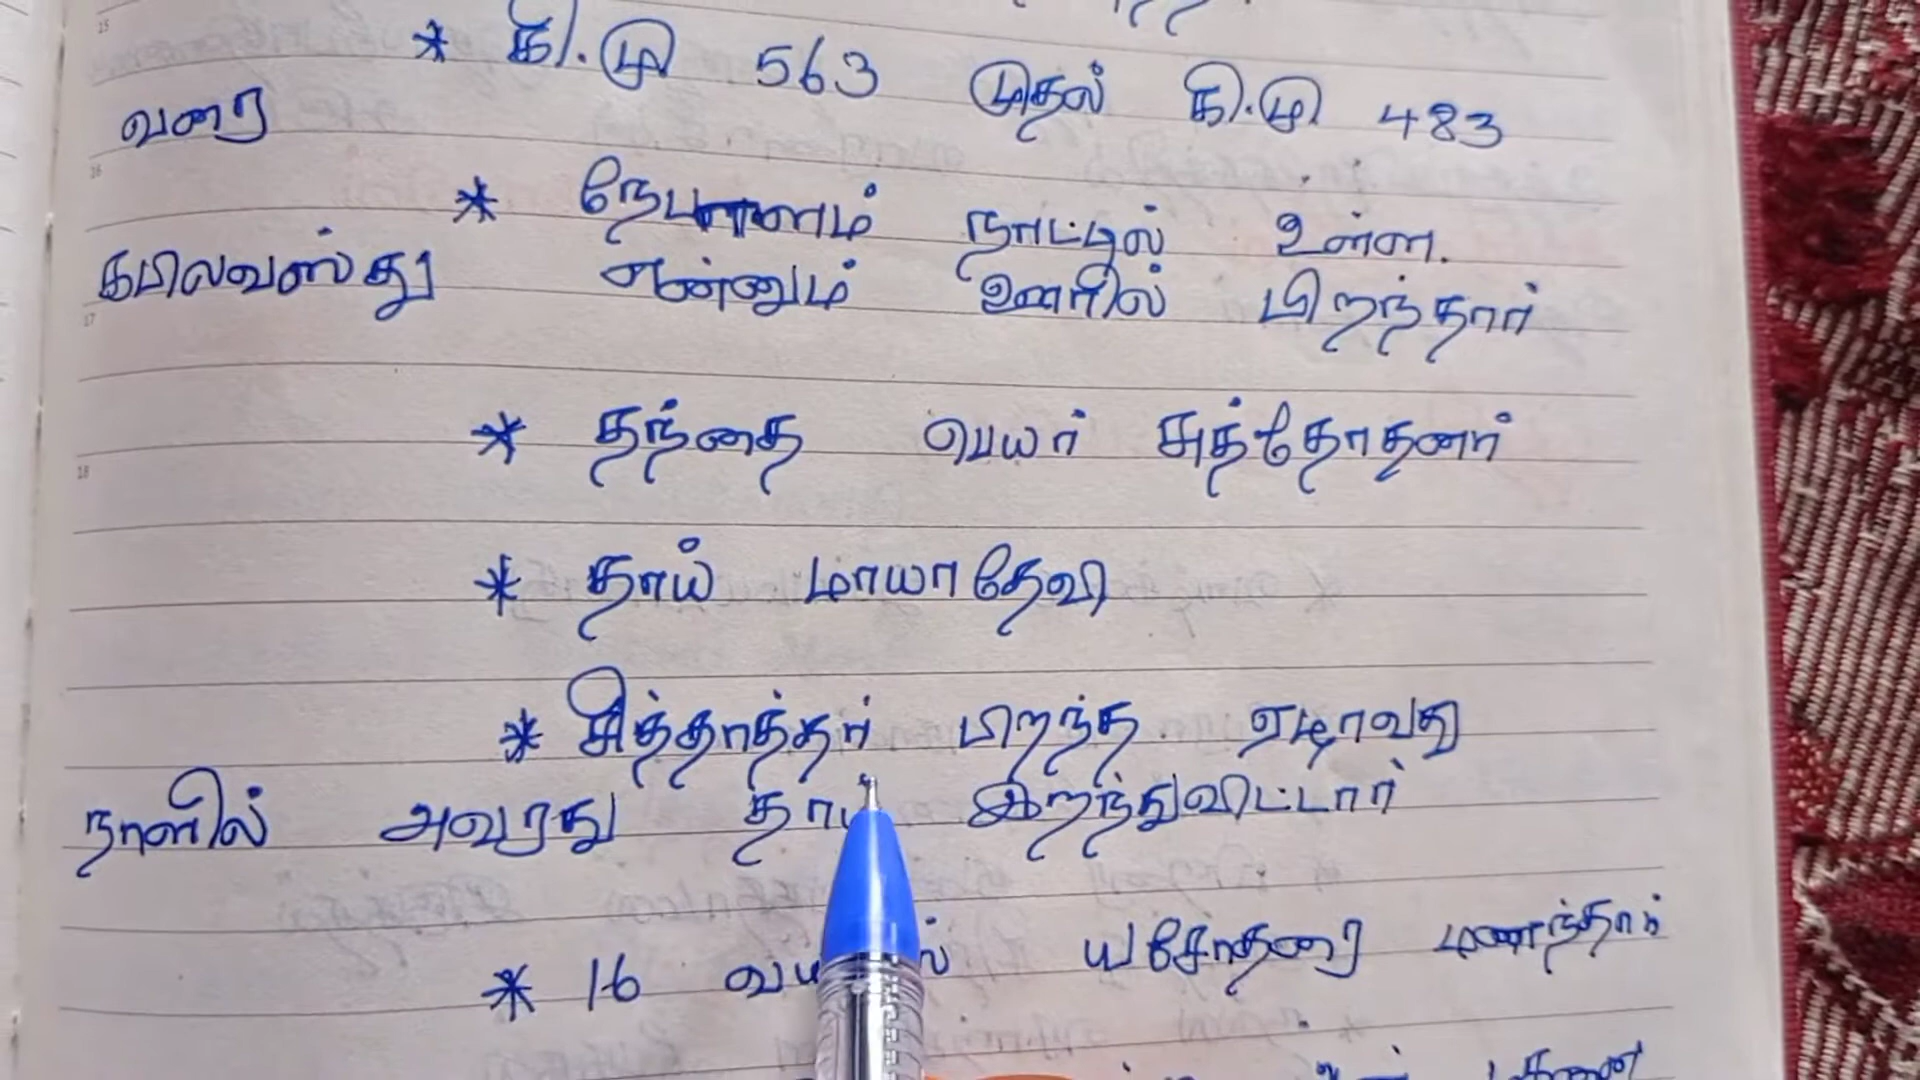 * கி.மு 563 முதல் கி.மு 483
வரை
* நேபாளம் நாட்டில் உள்ள.
கபிலவஸ்து என்னும் ஊரில் பிறந்தார்
* தந்தை பெயர் சுத்தோதனர்
* தாய் மாயாதேவி
* சித்தாத்தர் பிறந்த ஏழாவது
நாளில் அவரது தாய் இறந்துவிட்டார்
* 16 யசோதரை மணந்தார்